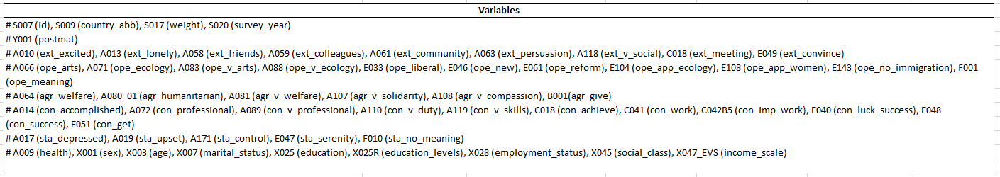 Variables
# S007 (id), S009 (country_abb), S017 (weight), S020 (survey_year)
# Y001 (postmat)
# A010 (ext_excited), A013 (ext_lonely), A058 (ext_friends), A059 (ext_colleagues), A061 (ext_community), A063 (ext_persuasion), A118 (ext_v_social), C018 (ext_meeting), E049 (ext_convince)
# A066 (ope_arts), A071 (ope_ecology), A083 (ope_v_arts), A088 (ope_v_ecology), E033 (ope_liberal), E046 (ope_new), E061 (ope_reform), E104 (ope_app_ecology), E108 (ope_app_women), E143 (ope_no_immigration), F001
(ope_meaning)
# A064 (agr_welfare), A080_01 (agr_humanitarian), A081 (agr_v_welfare), A107 (agr_v_solidarity), A108 (agr_v_compassion), B001(agr_give)
# A014 (con_accomplished), A072 (con_professional), A089 (con_v_professional), A110 (con_v_duty), A119 (con_v_skills), C018 (con_achieve), C041 (con_work), C042B5 (con_imp_work), E040 (con_luck_success), E048
(con_success), E051 (con_get)
# A017 (sta_depressed), A019 (sta_upset), A171 (sta_control), E047 (sta_serenity), F010 (sta_no_meaning)
# A009 (health), X001 (sex), X003 (age), X007 (marital_status), X025 (education), X025R (education_levels), X028 (employment_status), X045 (social_class), X047_EVS (income_scale)